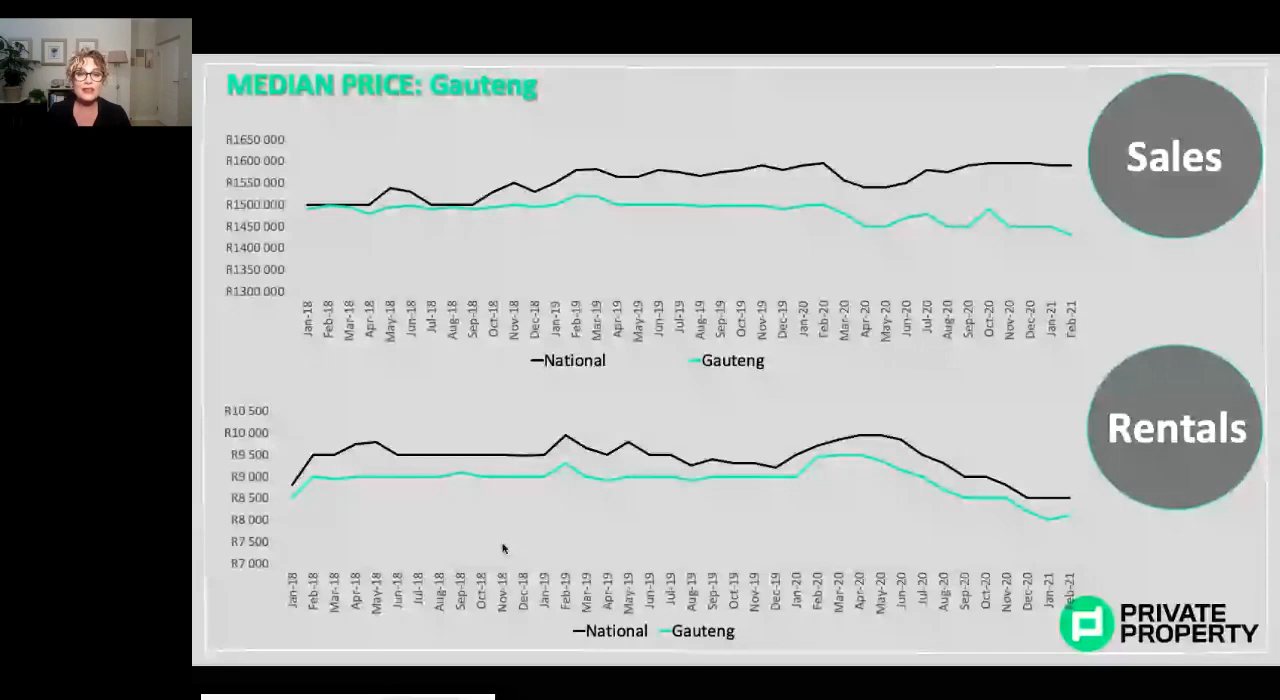 MEDIAN PRICE: Gauteng
Sales
R1650 000
R1600 000
R1550 000
R1500 000
R1450 000
R1400 000
R1350 000
R1300 000
Jan-18 Feb-18 Mar-18 Apr-18 May-18 Jun-18 Jul-18 Aug-18 Sep-18 Oct-18 Nov-18 Dec-18 Jan-19 Feb-19 Mar-19 Apr-19 May-19 Jun-19 Jul-19 Aug-19 Sep-19 Oct-19 Nov-19 Dec-19 Jan-20 Feb-20 Mar-20 Apr-20 May-20 Jun-20 Jul-20 Aug-20 Sep-20 Oct-20 Nov-20 Dec-20 Jan-21 Feb-21
National Gauteng
Rentals
R10 500
R10 000
R9 500
R9 000
R8 500
R8 000
R7 500
R7 000
Jan-18 Feb-18 Mar-18 Apr-18 May-18 Jun-18 Jul-18 Aug-18 Sep-18 Oct-18 Nov-18 Dec-18 Jan-19 Feb-19 Mar-19 Apr-19 May-19 Jun-19 Jul-19 Aug-19 Sep-19 Oct-19 Nov-19 Dec-19 Jan-20 Feb-20 Mar-20 Apr-20 May-20 Jun-20 Jul-20 Aug-20 Sep-20 Oct-20 Nov-20 Dec-20 Jan-21 Feb-21
National Gauteng
PRIVATE
PROPERTY